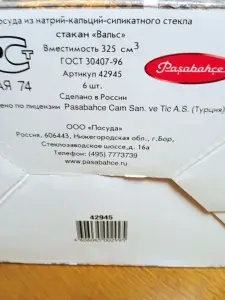 посуда из натрий-кальций-силикатного стекла
стакан «Вальс»
Вместимость 325 см³
ГОСТ 30407-96
АЯ 74
Артикул 42945
6 шт.
Paşabahçe
Сделано в России
по лицензии Pasabahce Cam San. ve Tic A.S. (Турция)
ООО «Посуда»
Россия, 606443, Нижегородская обл., г.Бор,
Стеклозаводское шоссе, д. 16а
Телефон: (495) 7773739
www.pasabahce.ru
42945